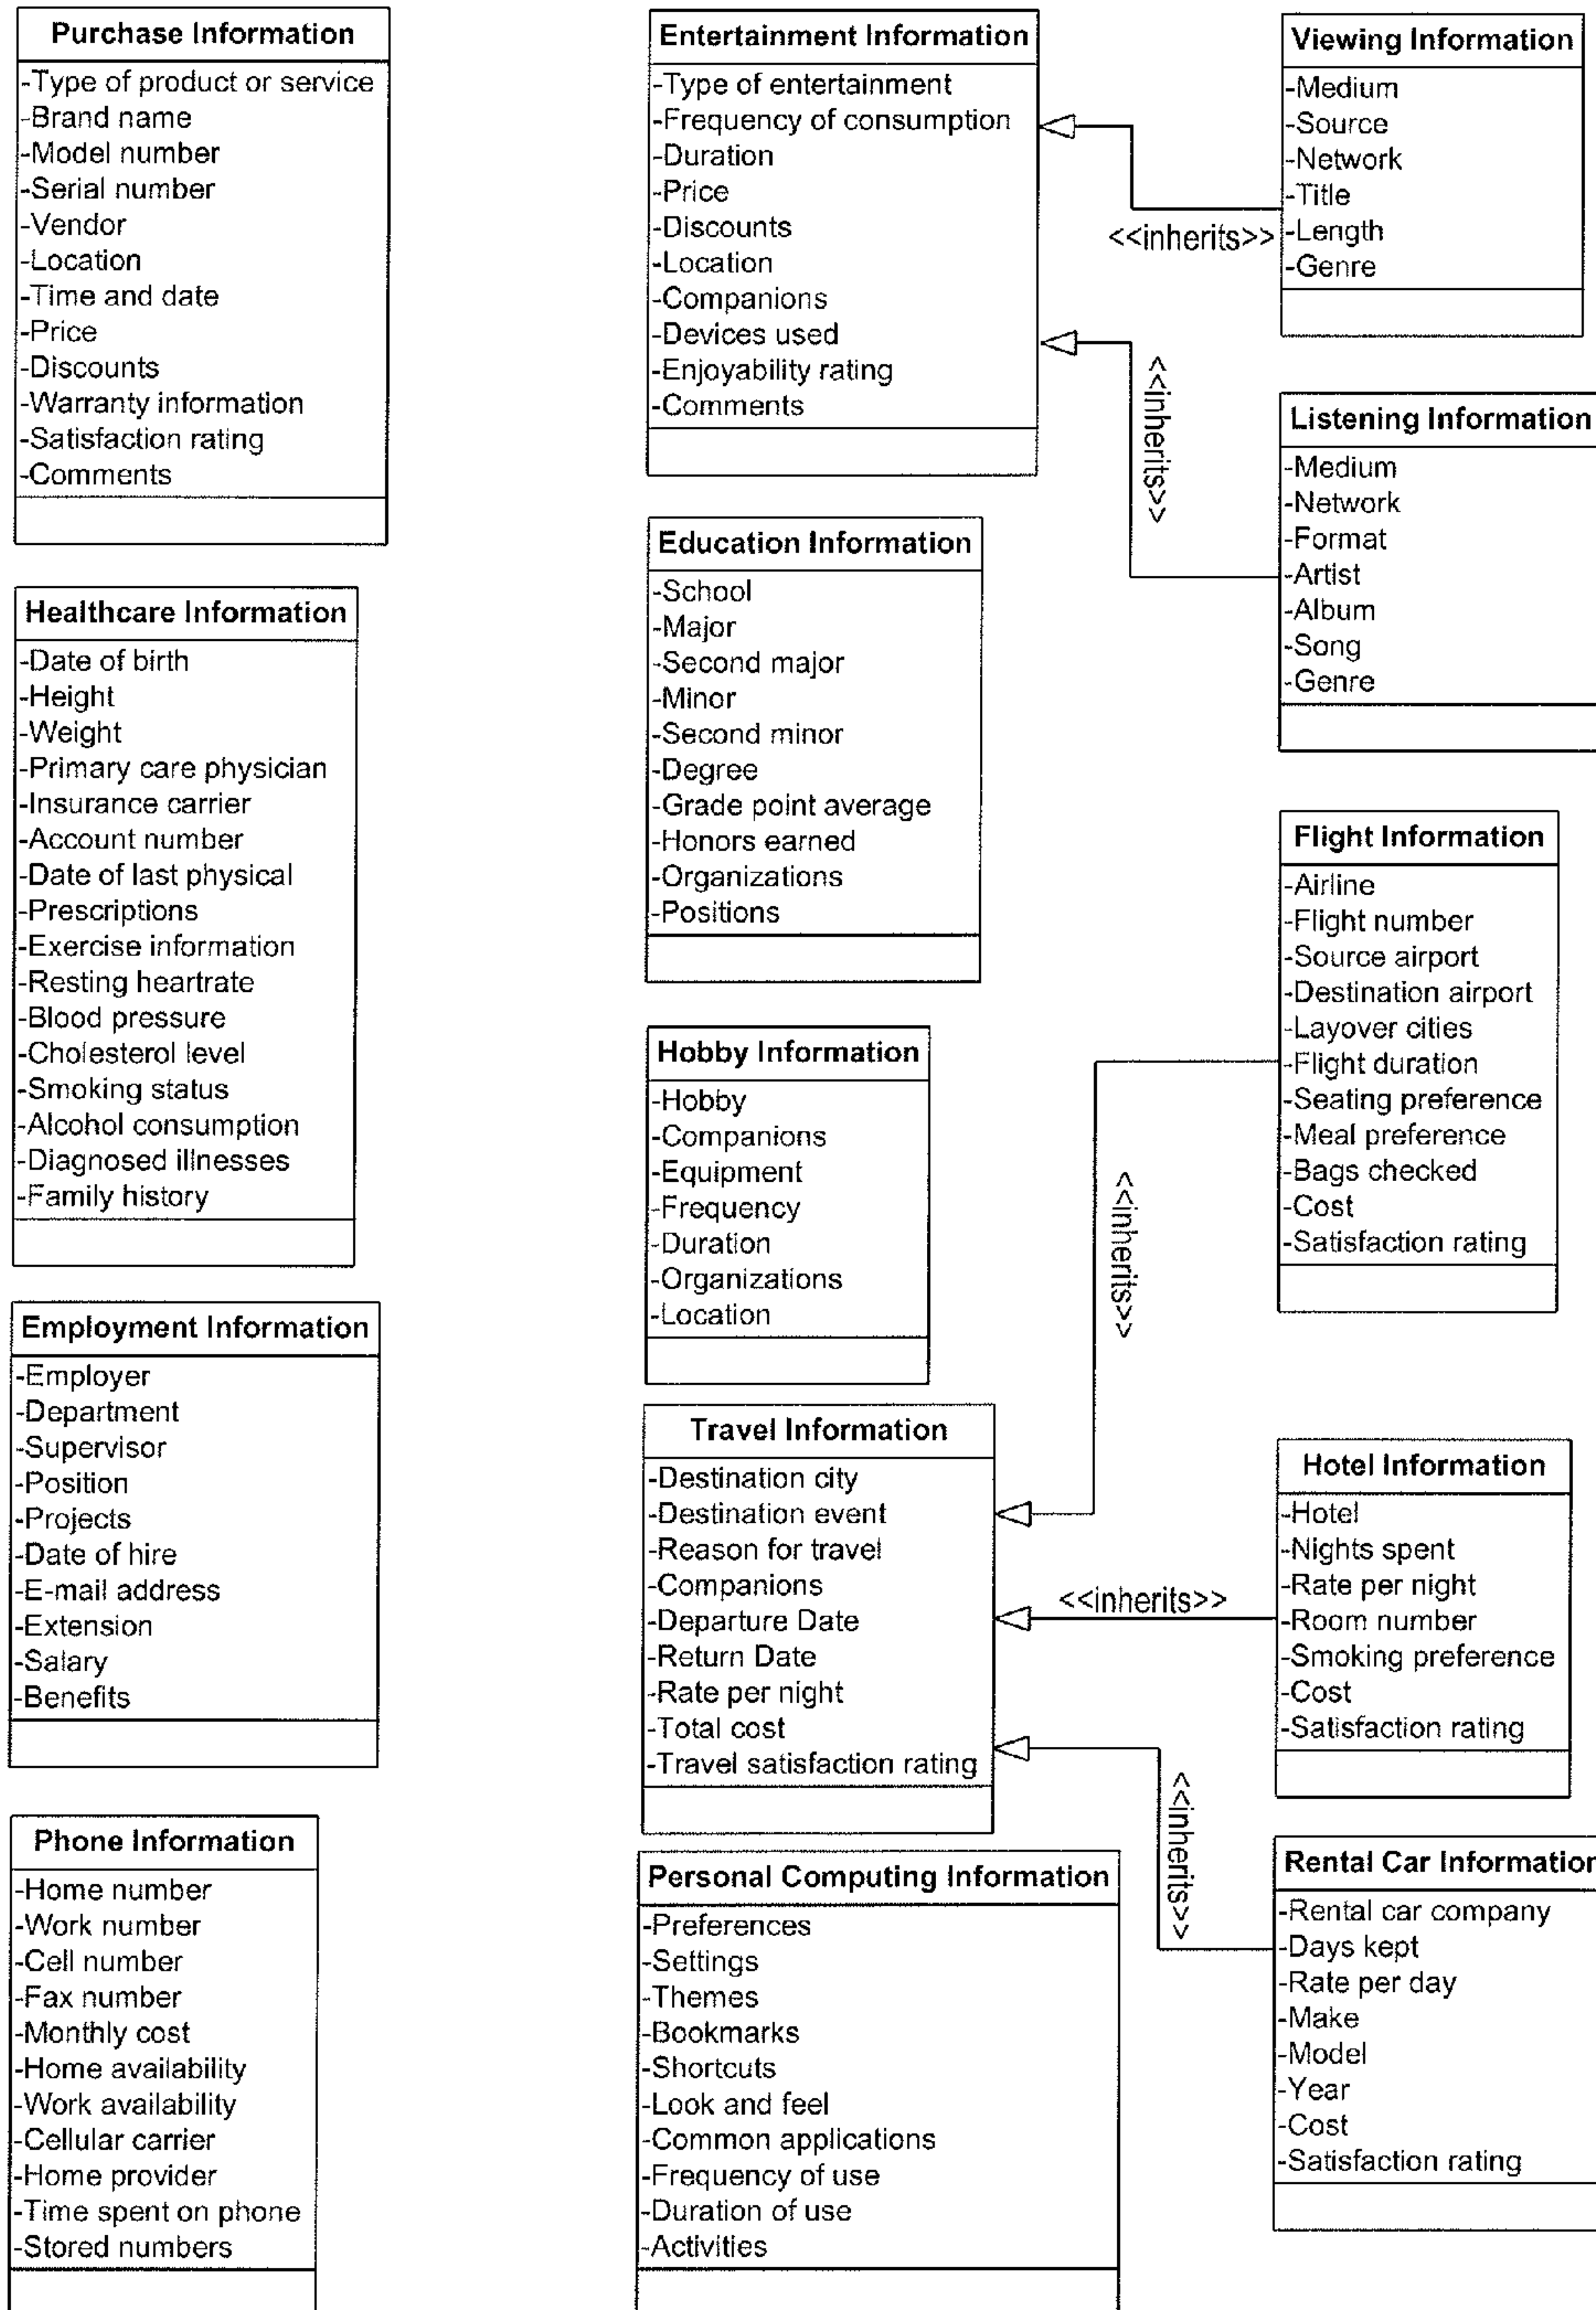 Purchase Information
-Type of product or service
-Brand name
-Model number
-Serial number
-Vendor
-Location
-Time and date
-Price
-Discounts
-Warranty information
-Satisfaction rating
-Comments
Healthcare Information
-Date of birth
-Height
-Weight
-Primary care physician
-Insurance carrier
-Account number
-Date of last physical
-Prescriptions
-Exercise information
-Resting heartrate
-Blood pressure
-Cholesterol level
-Smoking status
-Alcohol consumption
-Diagnosed illnesses
-Family history
Employment Information
-Employer
-Department
-Supervisor
-Position
-Projects
-Date of hire
-E-mail address
-Extension
-Salary
-Benefits
Phone Information
-Home number
-Work number
-Cell number
-Fax number
-Monthly cost
-Home availability
-Work availability
-Cellular carrier
-Home provider
-Time spent on phone
-Stored numbers
Entertainment Information
-Type of entertainment
-Frequency of consumption
-Duration
-Price
-Discounts
-Location
-Companions
-Devices used
-Enjoyability rating
-Comments
Education Information
-School
-Major
-Second major
-Minor
-Second minor
-Degree
-Grade point average
-Honors earned
-Organizations
-Positions
Hobby Information
-Hobby
-Companions
-Equipment
-Frequency
-Duration
-Organizations
-Location
Travel Information
-Destination city
-Destination event
-Reason for travel
-Companions
-Departure Date
-Return Date
-Rate per night
-Total cost
-Travel satisfaction rating
Personal Computing Information
-Preferences
-Settings
-Themes
-Bookmarks
-Shortcuts
-Look and feel
-Common applications
-Frequency of use
-Duration of use
-Activities
<<inherits>>
<<inherits>>
<<inherits>>
<<inherits>>
<<inherits>>
Viewing Information
-Medium
-Source
-Network
-Title
-Length
-Genre
Listening Information
-Medium
-Network
-Format
-Artist
-Album
-Song
-Genre
Flight Information
-Airline
-Flight number
-Source airport
-Destination airport
-Layover cities
-Flight duration
-Seating preference
-Meal preference
-Bags checked
-Cost
-Satisfaction rating
Hotel Information
-Hotel
-Nights spent
-Rate per night
-Room number
-Smoking preference
-Cost
-Satisfaction rating
Rental Car Information
-Rental car company
-Days kept
-Rate per day
-Make
-Model
-Year
-Cost
-Satisfaction rating